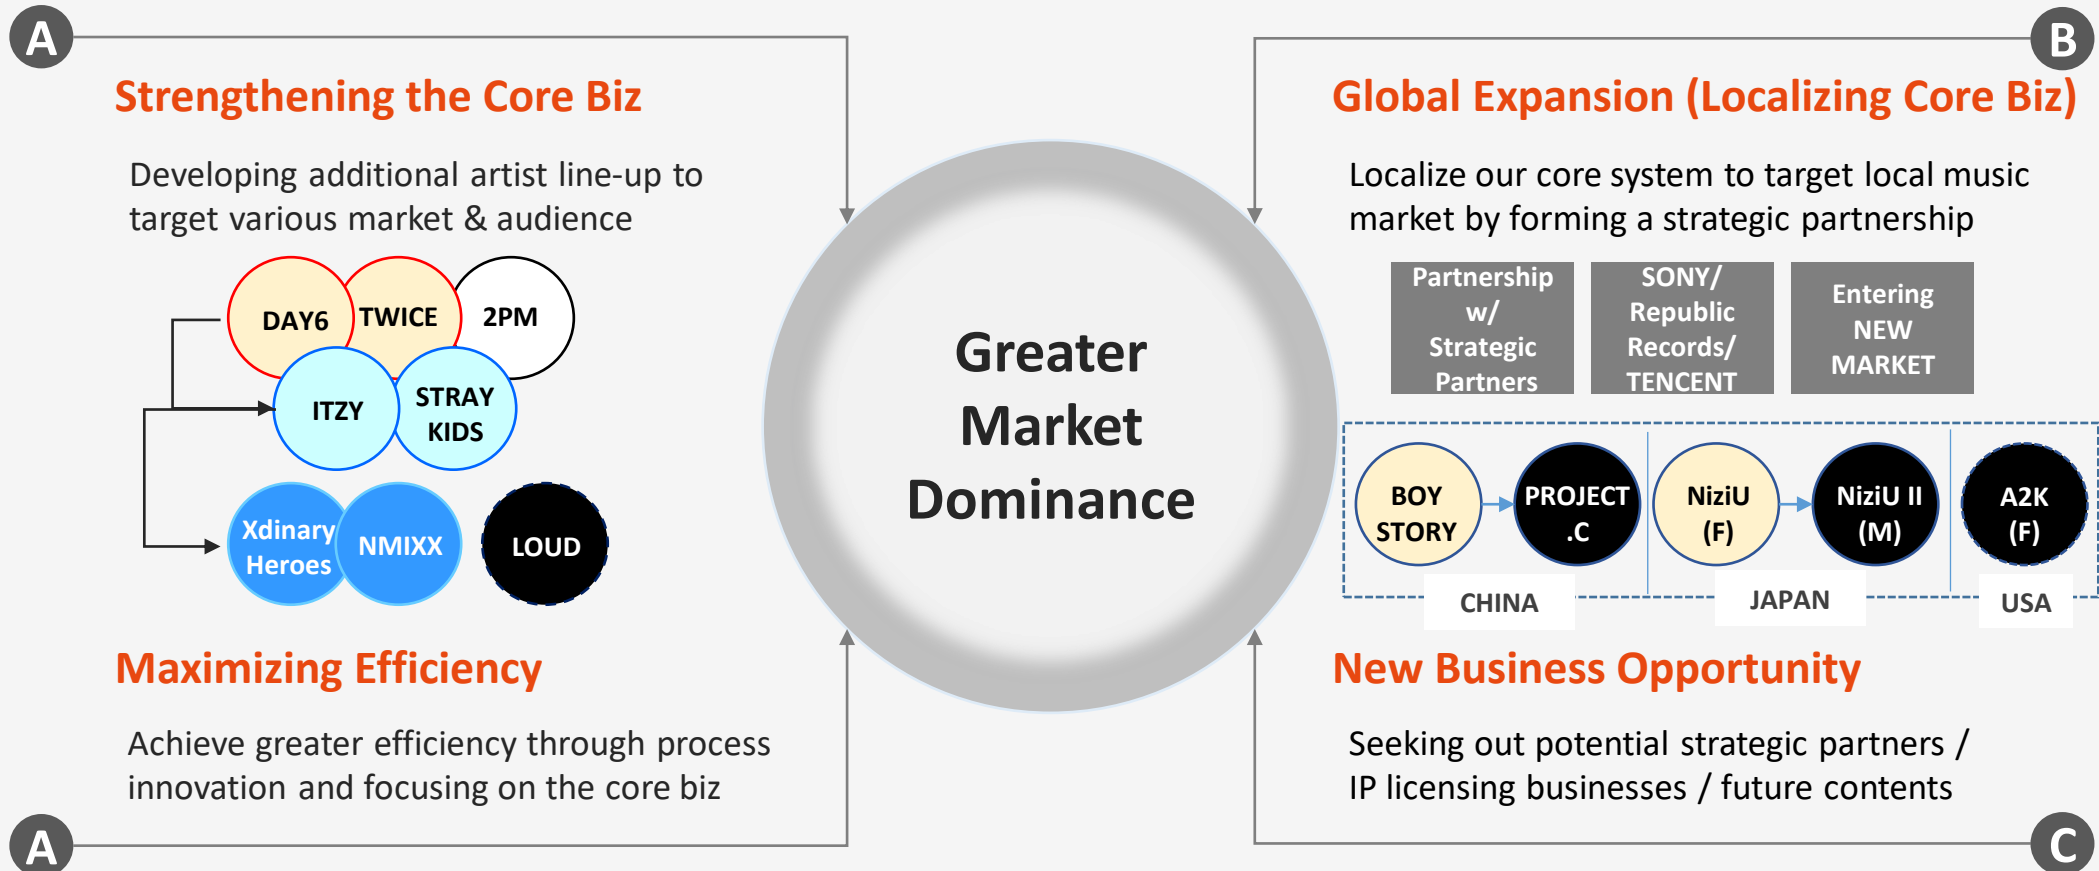 A
Strengthening the Core Biz
Developing additional artist line-up to
target various market & audience
DAY6
TWICE
2PM
ITZY
STRAY
KIDS
Xdinary
Heroes
NMIXX
LOUD
Maximizing Efficiency
Achieve greater efficiency through process
innovation and focusing on the core biz
A
Greater
Market
Dominance
B
Global Expansion (Localizing Core Biz)
Localize our core system to target local music
market by forming a strategic partnership
Partnership
w/
Strategic
Partners
SONY/
Republic
Records/
TENCENT
Entering
NEW
MARKET
BOY
STORY
PROJECT
.C
NiziU
(F)
NiziU II
(M)
A2K
(F)
CHINA
JAPAN
USA
New Business Opportunity
Seeking out potential strategic partners /
IP licensing businesses / future contents
C